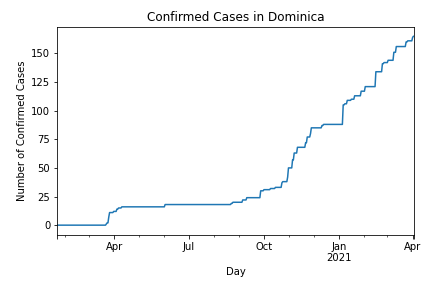 Confirmed Cases in Dominica
Number of Confirmed Cases
150
125
100
75
50
25
0
Apr
Jul
Oct
Jan
2021
Apr
Day